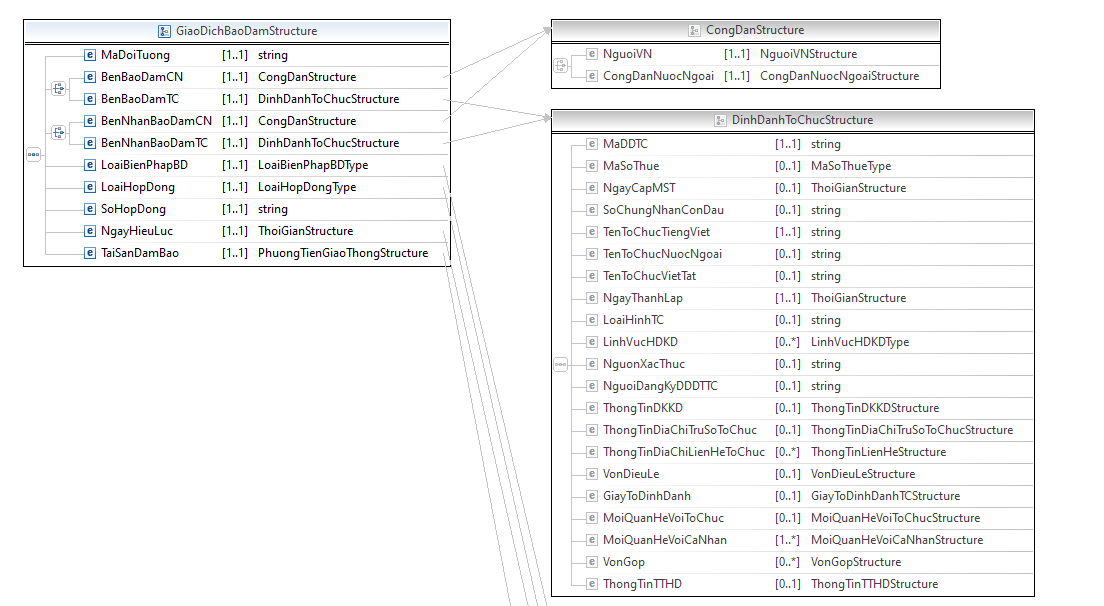 GiaoDichBaoDamStructure
MaDoiTuong [1..1] string
BenBaoDamCN [1..1] CongDanStructure
BenBaoDamTC [1..1] DinhDanhToChucStructure
BenNhanBaoDamCN [1..1] CongDanStructure
BenNhanBaoDamTC [1..1] DinhDanhToChucStructure
LoaiBienPhapBD [1..1] LoaiBienPhapBDType
LoaiHopDong [1..1] LoaiHopDongType
SoHopDong [1..1] string
NgayHieuLuc [1..1] ThoiGianStructure
TaiSanDamBao [1..1] PhuongTienGiaoThongStructure
CongDanStructure
NguoiVN [1..1] NguoiVNStructure
CongDanNuocNgoai [1..1] CongDanNuocNgoaiStructure
DinhDanhToChucStructure
MaDDTC [1..1] string
MaSoThue [0..1] MaSoThueType
NgayCapMST [0..1] ThoiGianStructure
SoChungNhanConDau [0..1] string
TenToChucTiengViet [1..1] string
TenToChucNuocNgoai [0..1] string
TenToChucVietTat [0..1] string
NgayThanhLap [1..1] ThoiGianStructure
LoaiHinhTC [0..1] string
LinhVucHDKD [0..*] LinhVucHDKDType
NguonXacThuc [0..1] string
NguoiDangKyDDDTTC [0..1] string
ThongTinDKKD [0..1] ThongTinDKKDStructure
ThongTinDiaChiTruSoToChuc [0..1] ThongTinDiaChiTruSoToChucStructure
ThongTinDiaChiLienHeToChuc [0..*] ThongTinLienHeStructure
VonDieuLe [0..1] VonDieuLeStructure
GiayToDinhDanh [0..1] GiayToDinhDanhTCStructure
MoiQuanHeVoiToChuc [0..1] MoiQuanHeVoiToChucStructure
MoiQuanHeVoiCaNhan [1..*] MoiQuanHeVoiCaNhanStructure
VonGop [0..*] VonGopStructure
ThongTinTTHD [0..1] ThongTinTTHDStructure